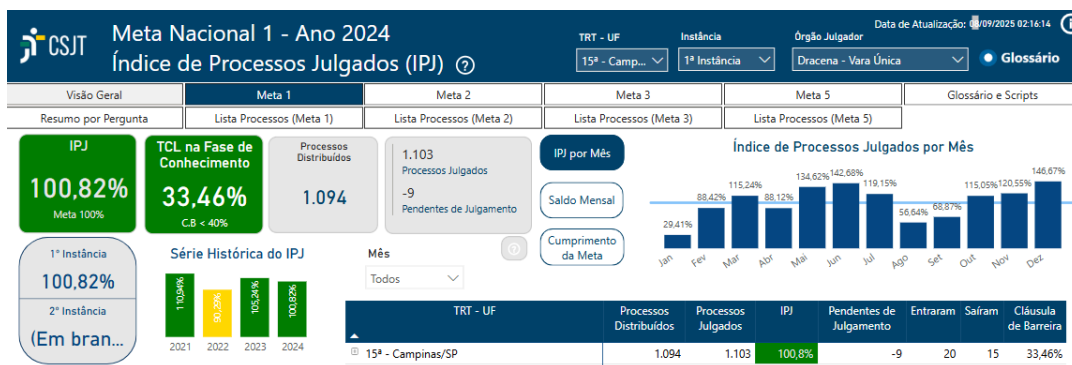 CSJT
Meta Nacional 1 - Ano 2024
Índice de Processos Julgados (IPJ)
Data de Atualização: 08/09/2025 02:16:14
TRT - UF
Instância
Órgão Julgador
15ª - Camp...
1ª Instância
Dracena - Vara Única
Glossário
Visão Geral
Meta 1
Meta 2
Meta 3
Meta 5
Glossário e Scripts
Resumo por Pergunta
Lista Processos (Meta 1)
Lista Processos (Meta 2)
Lista Processos (Meta 3)
Lista Processos (Meta 5)
IPJ
100,82%
Meta 100%
TCL na Fase de
Conhecimento
33,46%
C.B < 40%
Processos
Distribuídos
1.094
1.103
Processos Julgados
-9
Pendentes de Julgamento
IPJ por Mês
Saldo Mensal
Cumprimento
da Meta
Índice de Processos Julgados por Mês
29,41%
88,42%
115,24%
88,12%
134,62%
142,68%
119,15%
56,64%
68,87%
115,05%
120,55%
146,67%
Jan
Fev
Mar
Abr
Mai
Jun
Jul
Ago
Set
Out
Nov
Dez
1ª Instância
100,82%
2ª Instância
(Em bran...
Série Histórica do IPJ
110,94%
90,29%
105,24%
100,82%
2021
2022
2023
2024
Mês
Todos
TRT - UF
Processos
Distribuídos
Processos
Julgados
IPJ
Pendentes de
Julgamento
Entraram
Saíram
Cláusula
de Barreira
15ª - Campinas/SP
1.094
1.103
100,8%
-9
20
15
33,46%